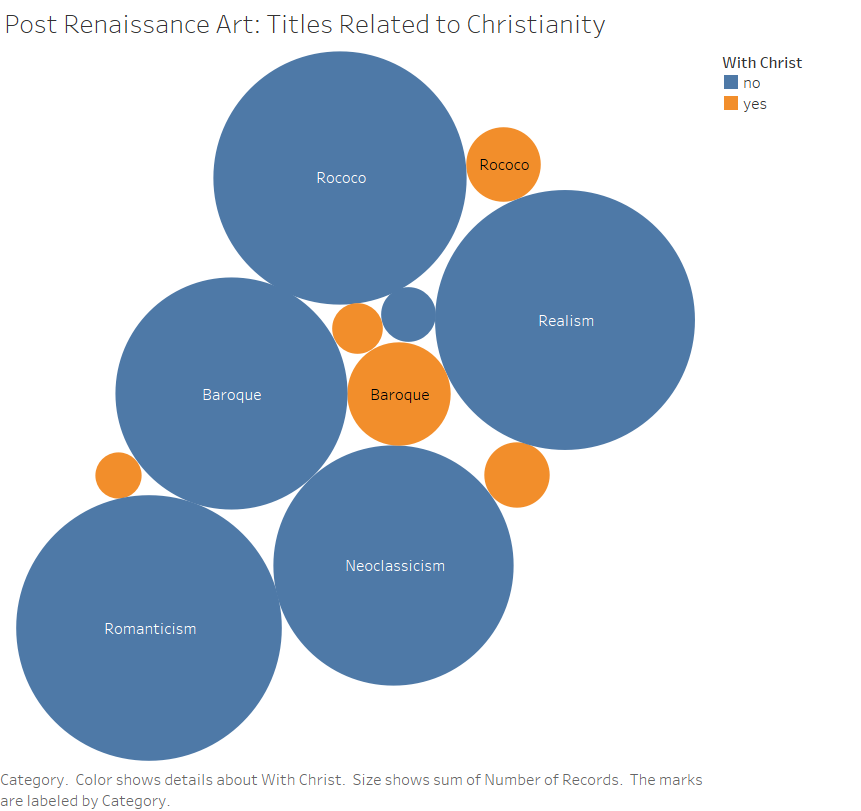 Post Renaissance Art: Titles Related to Christianity
With Christ
no
yes
Rococo
Rococo
Realism
Baroque
Baroque
Neoclassicism
Romanticism
Category.  Color shows details about With Christ.  Size shows sum of Number of Records.  The marks
are labeled by Category.